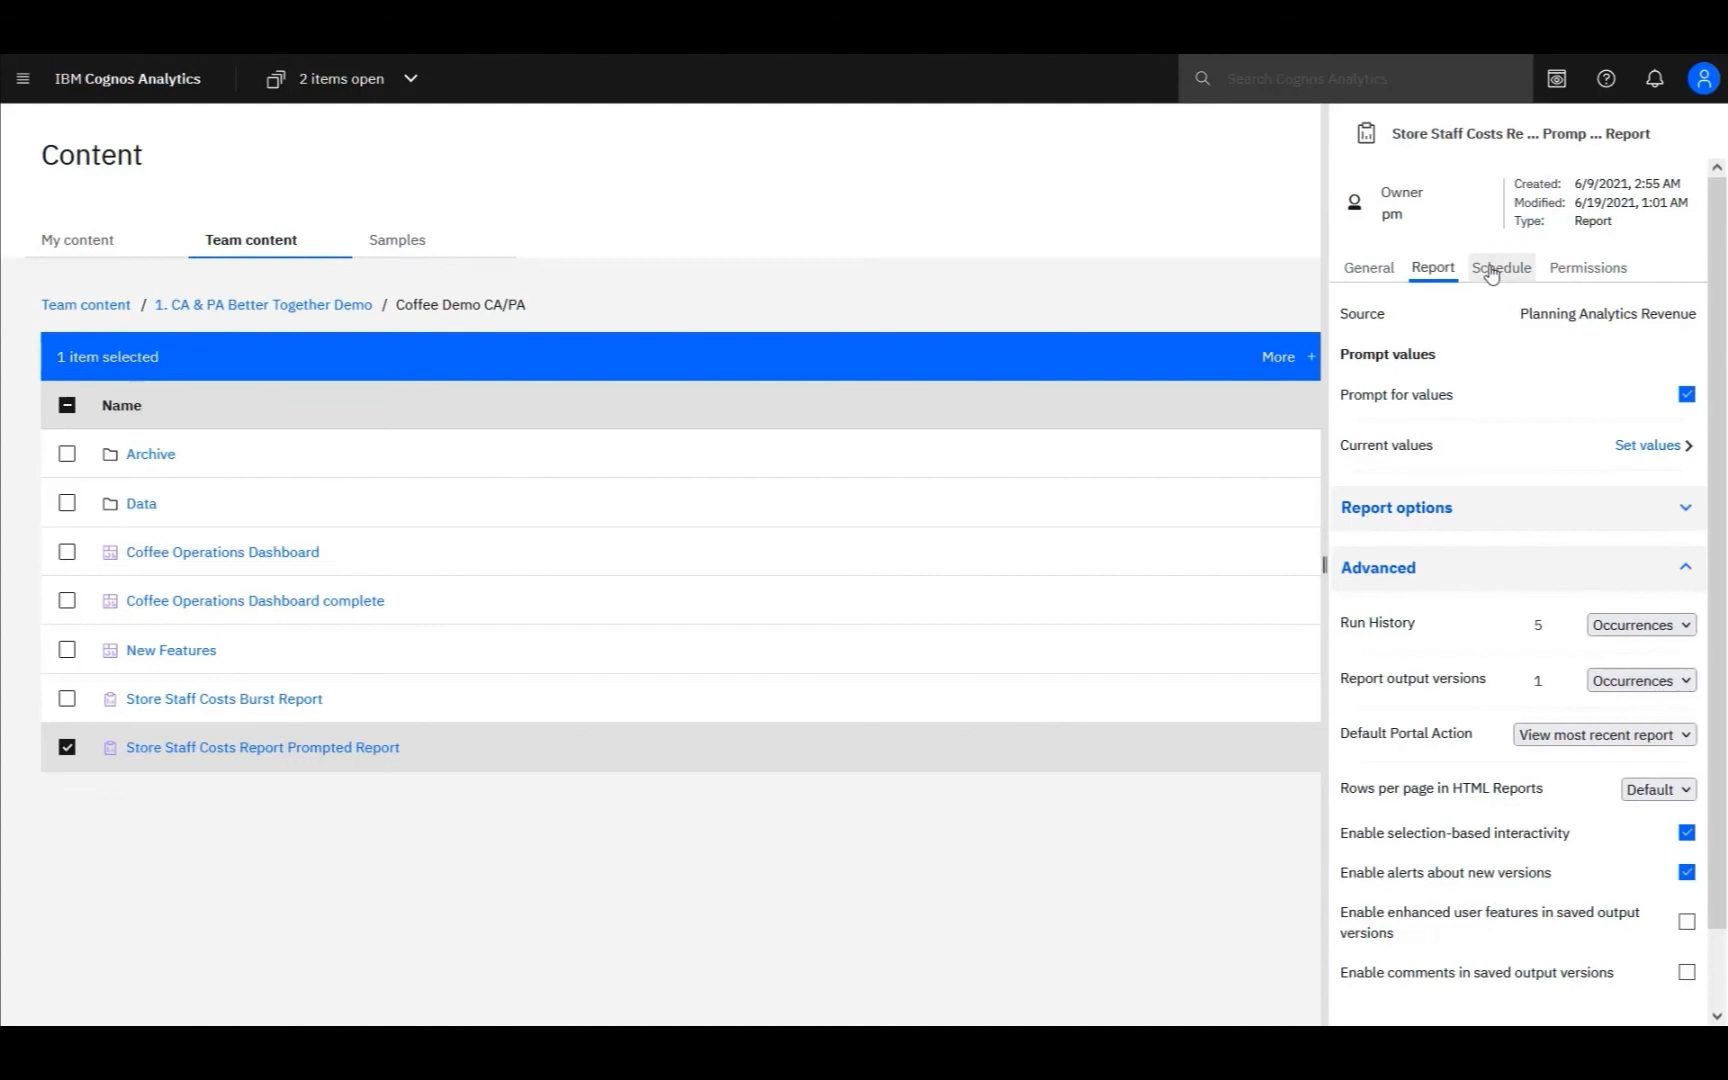 IBM Cognos Analytics
2 items open
Search Cognos Analytics
Content
My content
Team content
Samples
Team content / 1. CA & PA Better Together Demo / Coffee Demo CA/PA
1 item selected
More +
Name
Archive
Data
Coffee Operations Dashboard
Coffee Operations Dashboard complete
New Features
Store Staff Costs Burst Report
Store Staff Costs Report Prompted Report
Store Staff Costs Re ... Promp ... Report
Owner
pm
Created: 6/9/2021, 2:55 AM
Modified: 6/19/2021, 1:01 AM
Type: Report
General
Report
Schedule
Permissions
Source Planning Analytics Revenue
Prompt values
Prompt for values
Current values Set values
Report options
Advanced
Run History 5 Occurrences
Report output versions 1 Occurrences
Default Portal Action View most recent report
Rows per page in HTML Reports Default
Enable selection-based interactivity
Enable alerts about new versions
Enable enhanced user features in saved output
versions
Enable comments in saved output versions